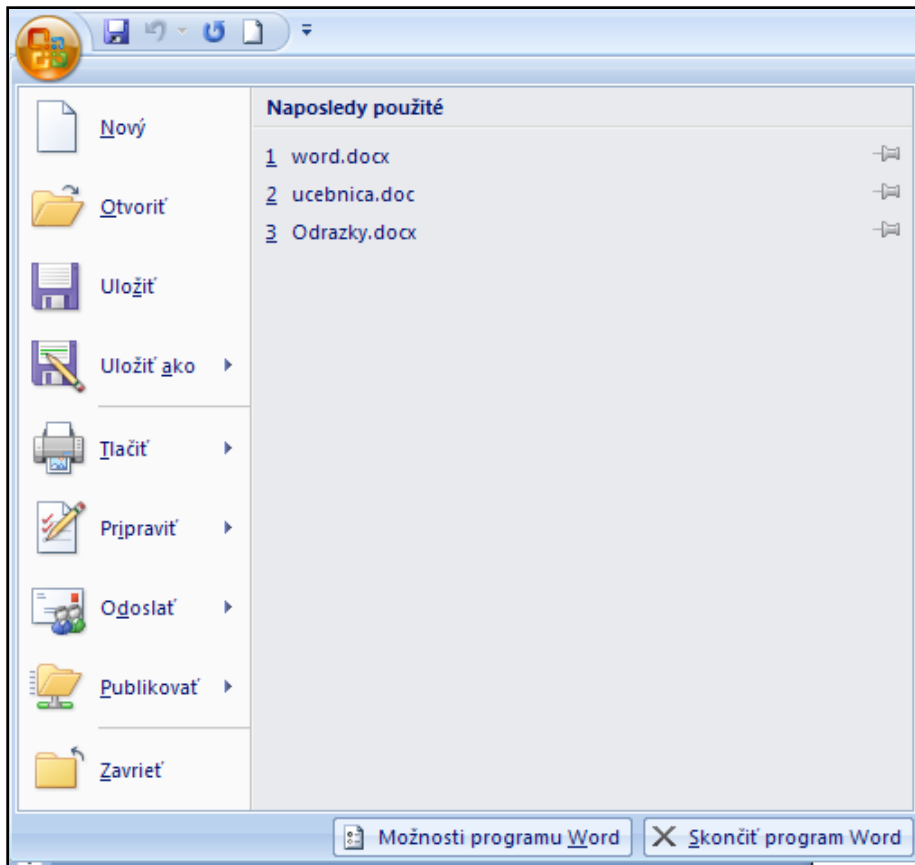 Nový
Otvoriť
Uložiť
Uložiť ako
Tlačiť
Pripraviť
Odoslať
Publikovať
Zavrieť
Naposledy použité
1 word.docx
2 ucebnica.doc
3 Odrazky.docx
Možnosti programu Word
Skončiť program Word